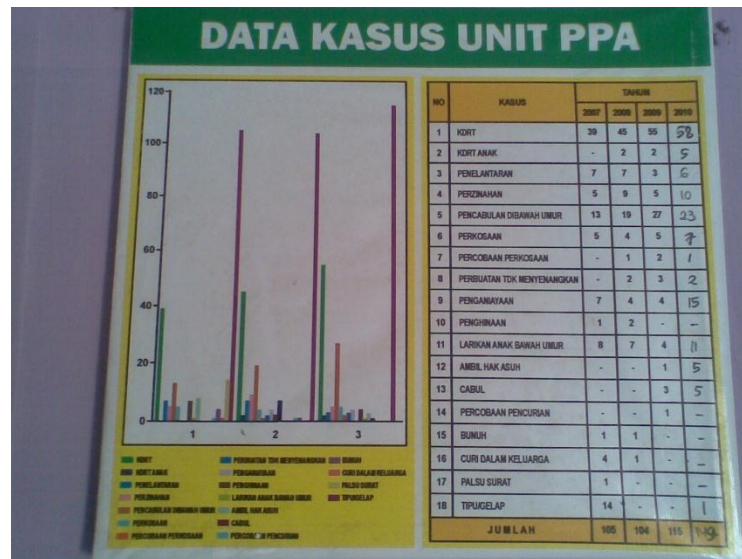 DATA KASUS UNIT PPA
120
100
80
60
40
20
0
1 2 3
KDRT
KDRT ANAK
PENELANTARAN
PERZINAHAN
PENCABULAN DIBAWAH UMUR
PERKOSAAN
PERCOBAAN PERKOSAAN
PERBUATAN TDK MENYENANGKAN
PENGANIAYAAN
PENGHINAAN
LARIKAN ANAK BAWAH UMUR
AMBIL HAK ASUH
CABUL
PERCOBAAN PENCURIAN
BUNUH
CURI DALAM KELUARGA
PALSU SURAT
TIPU/GELAP
NO KASUS TAHUN
2007 2008 2009 2010
1 KDRT 39 45 55 58
2 KDRT ANAK - 2 2 5
3 PENELANTARAN 7 7 3 6
4 PERZINAHAN 5 9 5 10
5 PENCABULAN DIBAWAH UMUR 13 19 27 23
6 PERKOSAAN 5 4 5 7
7 PERCOBAAN PERKOSAAN - 1 2 1
8 PERBUATAN TDK MENYENANGKAN - 2 3 2
9 PENGANIAYAAN 7 4 4 15
10 PENGHINAAN 1 2 - -
11 LARIKAN ANAK BAWAH UMUR 8 7 4 11
12 AMBIL HAK ASUH - - 1 5
13 CABUL - - 3 5
14 PERCOBAAN PENCURIAN - - 1 -
15 BUNUH 1 1 - -
16 CURI DALAM KELUARGA 4 1 - -
17 PALSU SURAT 1 - - -
18 TIPU/GELAP 14 - - 1
JUMLAH 105 104 115 149